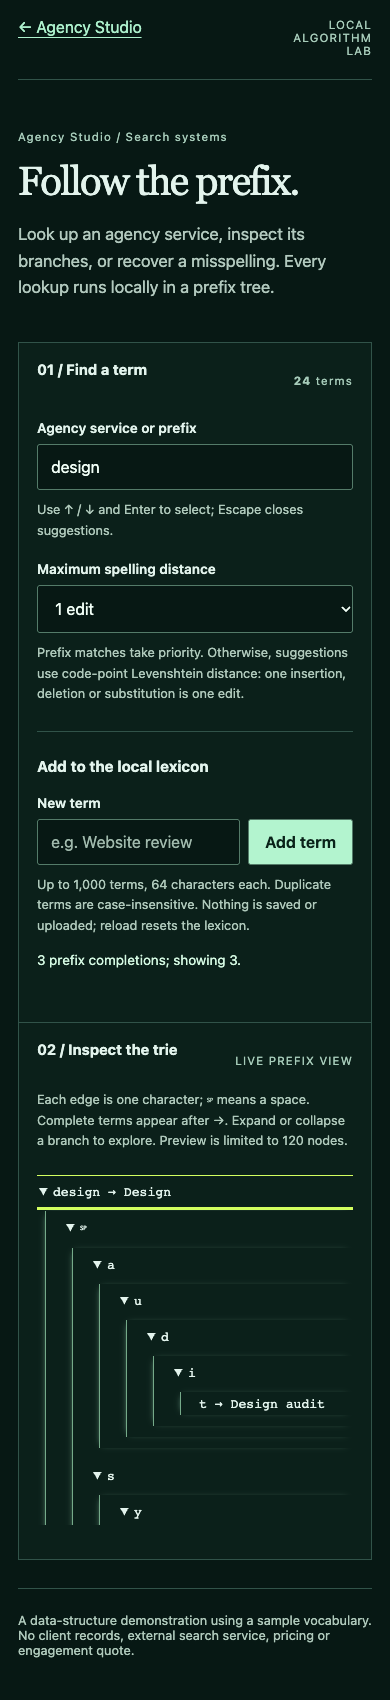 ← Agency Studio
LOCAL
ALGORITHM
LAB
Agency Studio / Search systems
Follow the prefix.
Look up an agency service, inspect its
branches, or recover a misspelling. Every
lookup runs locally in a prefix tree.
01 / Find a term
24 terms
Agency service or prefix
design
Use ↑ / ↓ and Enter to select; Escape closes
suggestions.
Maximum spelling distance
1 edit
Prefix matches take priority. Otherwise, suggestions
use code-point Levenshtein distance: one insertion,
deletion or substitution is one edit.
Add to the local lexicon
New term
e.g. Website review
Add term
Up to 1,000 terms, 64 characters each. Duplicate
terms are case-insensitive. Nothing is saved or
uploaded; reload resets the lexicon.
3 prefix completions; showing 3.
02 / Inspect the trie
LIVE PREFIX VIEW
Each edge is one character; ␠ means a space.
Complete terms appear after →. Expand or collapse
a branch to explore. Preview is limited to 120 nodes.
▼ design → Design
▼ ␠
▼ a
▼ u
▼ d
▼ i
t → Design audit
▼ s
▼ y
A data-structure demonstration using a sample vocabulary.
No client records, external search service, pricing or
engagement quote.